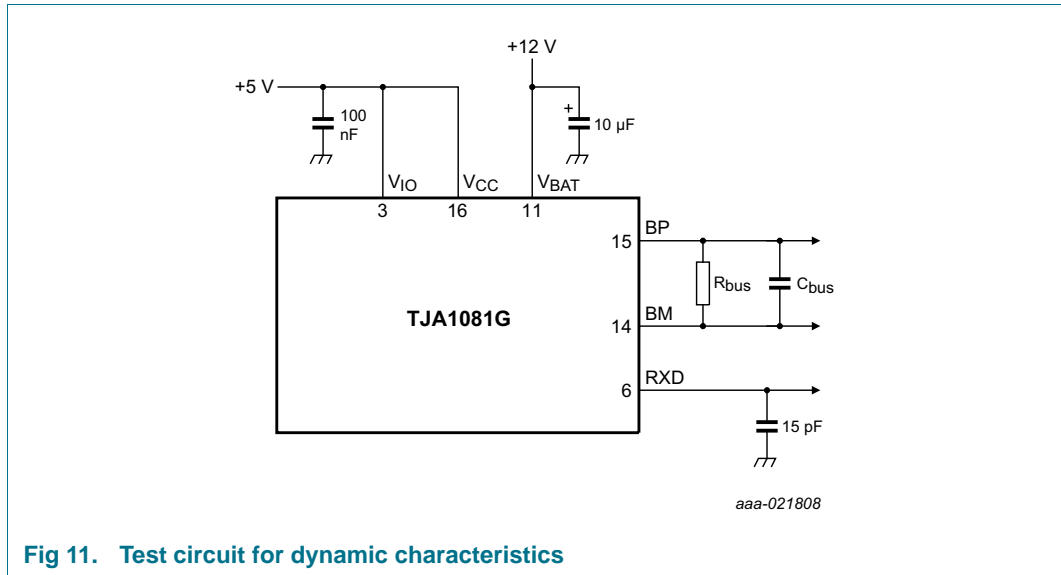 +12 V
+5 V
100
nF
+
10 µF
VIO
VCC
VBAT
3
16
11
15
BP
Rbus
Cbus
TJA1081G
14
BM
6
RXD
15 pF
aaa-021808
Fig 11. Test circuit for dynamic characteristics